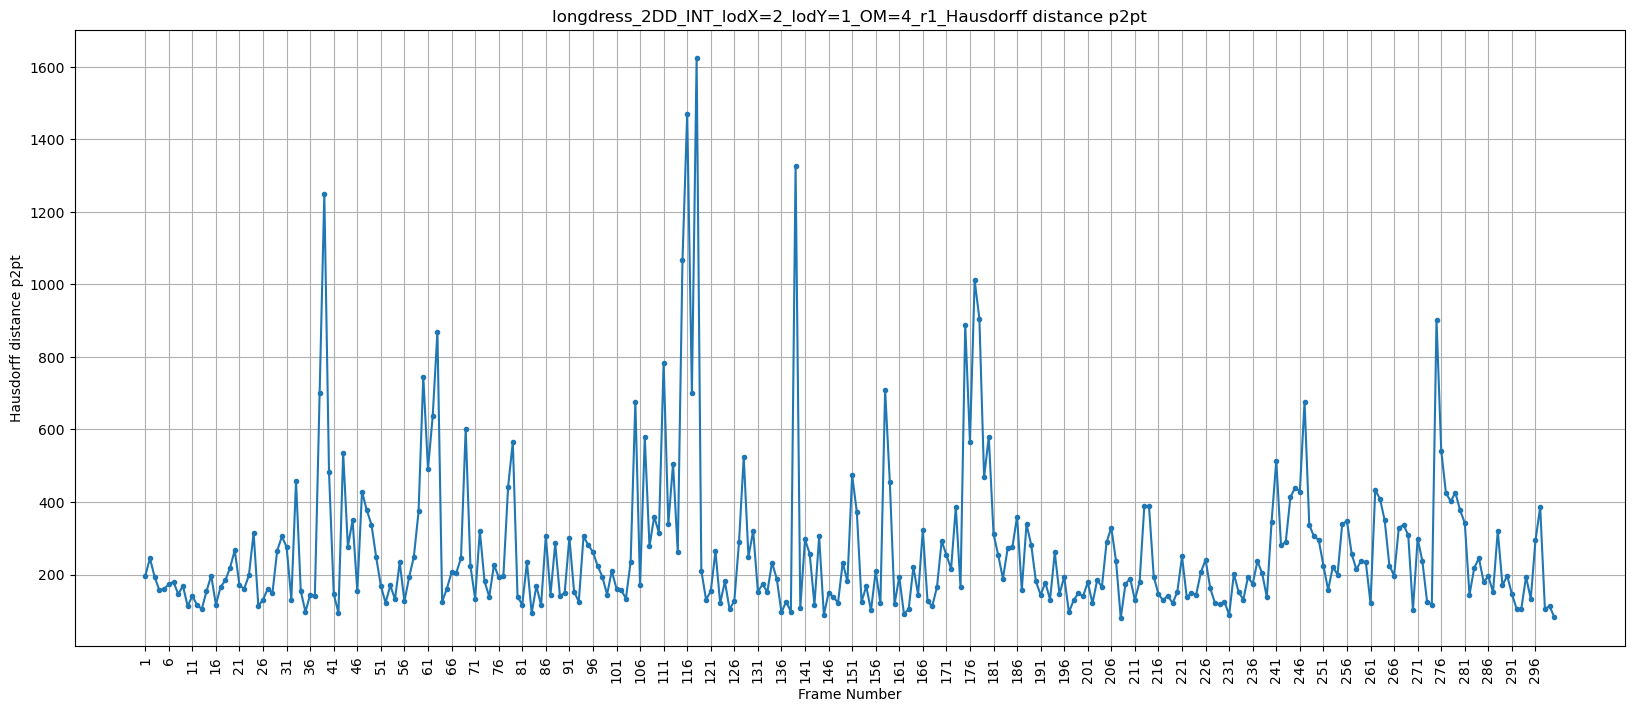 longdress_2DD_INT_lodX=2_lodY=1_OM=4_r1_Hausdorff distance p2pt
1600
1400
1200
1000
800
600
400
200
Hausdorff distance p2pt
1 6 11 16 21 26 31 36 41 46 51 56 61 66 71 76 81 86 91 96 101 106 111 116 121 126 131 136 141 146 151 156 161 166 171 176 181 186 191 196 201 206 211 216 221 226 231 236 241 246 251 256 261 266 271 276 281 286 291 296
Frame Number